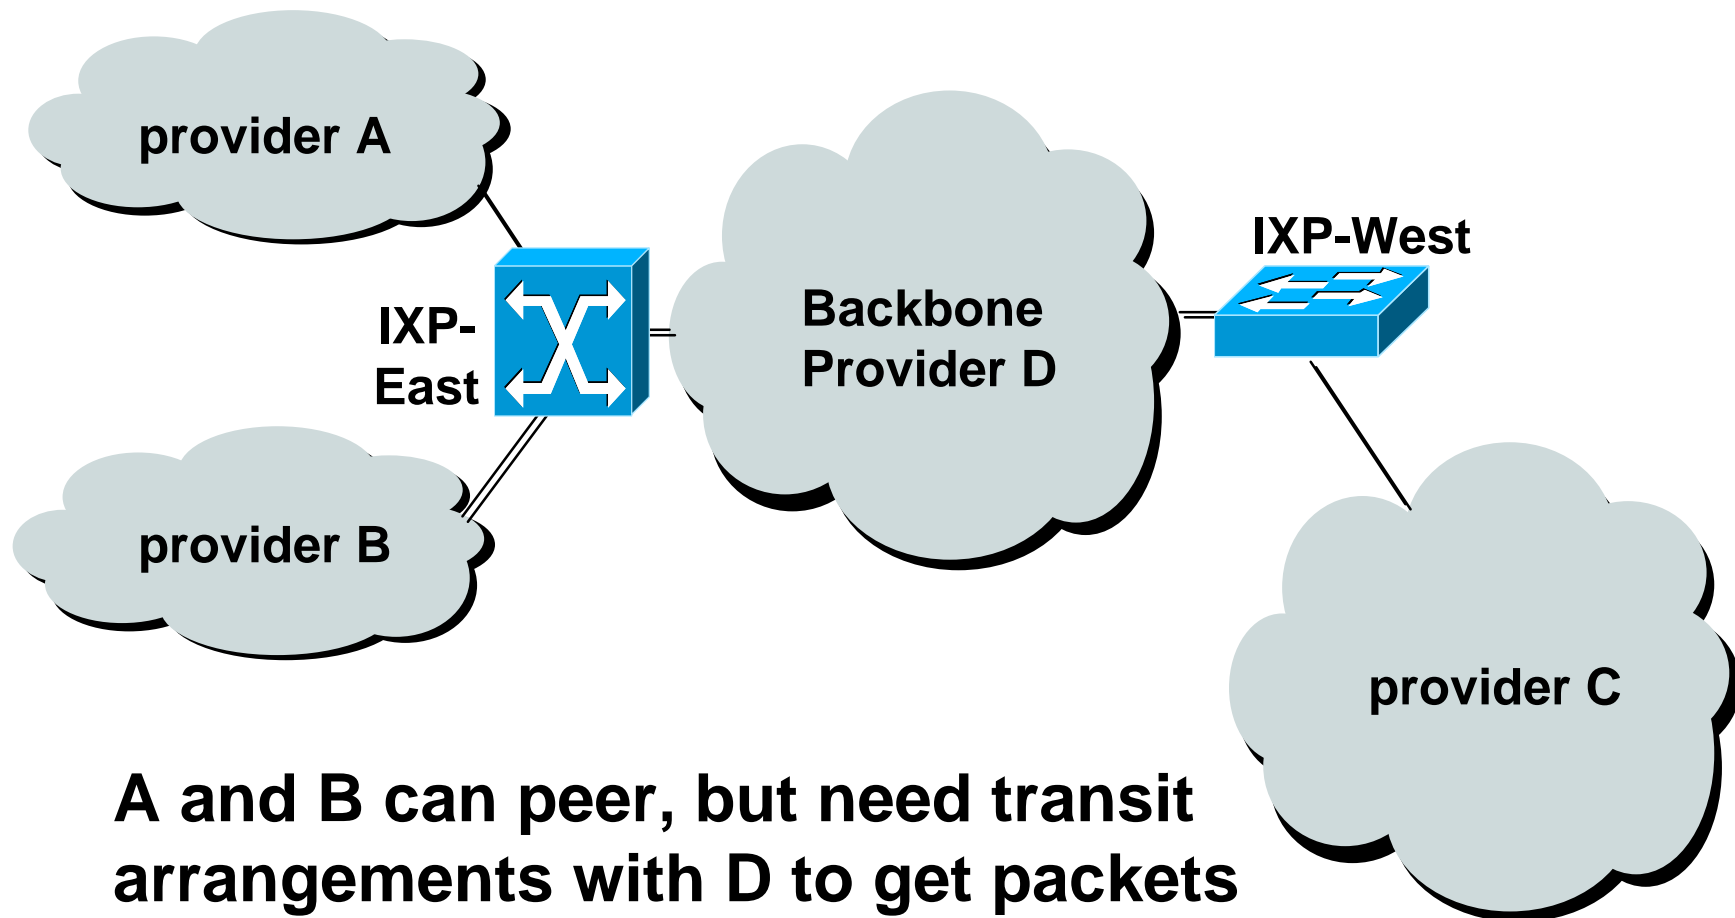 provider A
IXP-West
Backbone
Provider D
IXP-
East
provider B
provider C
A and B can peer, but need transit
arrangements with D to get packets